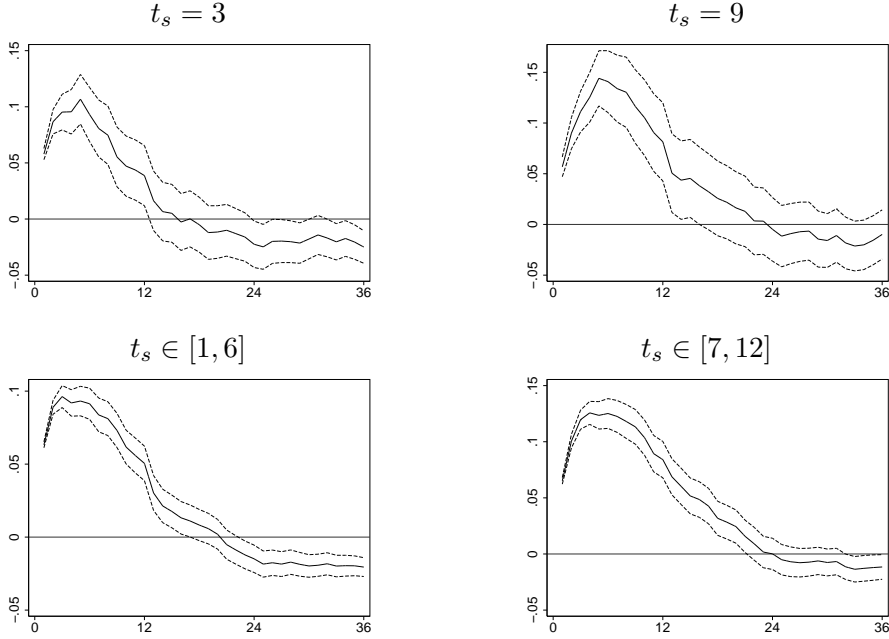 t_s = 3
.15
.1
.05
0
−.05
0 12 24 36
t_s = 9
.15
.1
.05
0
−.05
0 12 24 36
t_s ∈ [1, 6]
.1
.05
0
−.05
0 12 24 36
t_s ∈ [7, 12]
.15
.1
.05
0
−.05
0 12 24 36